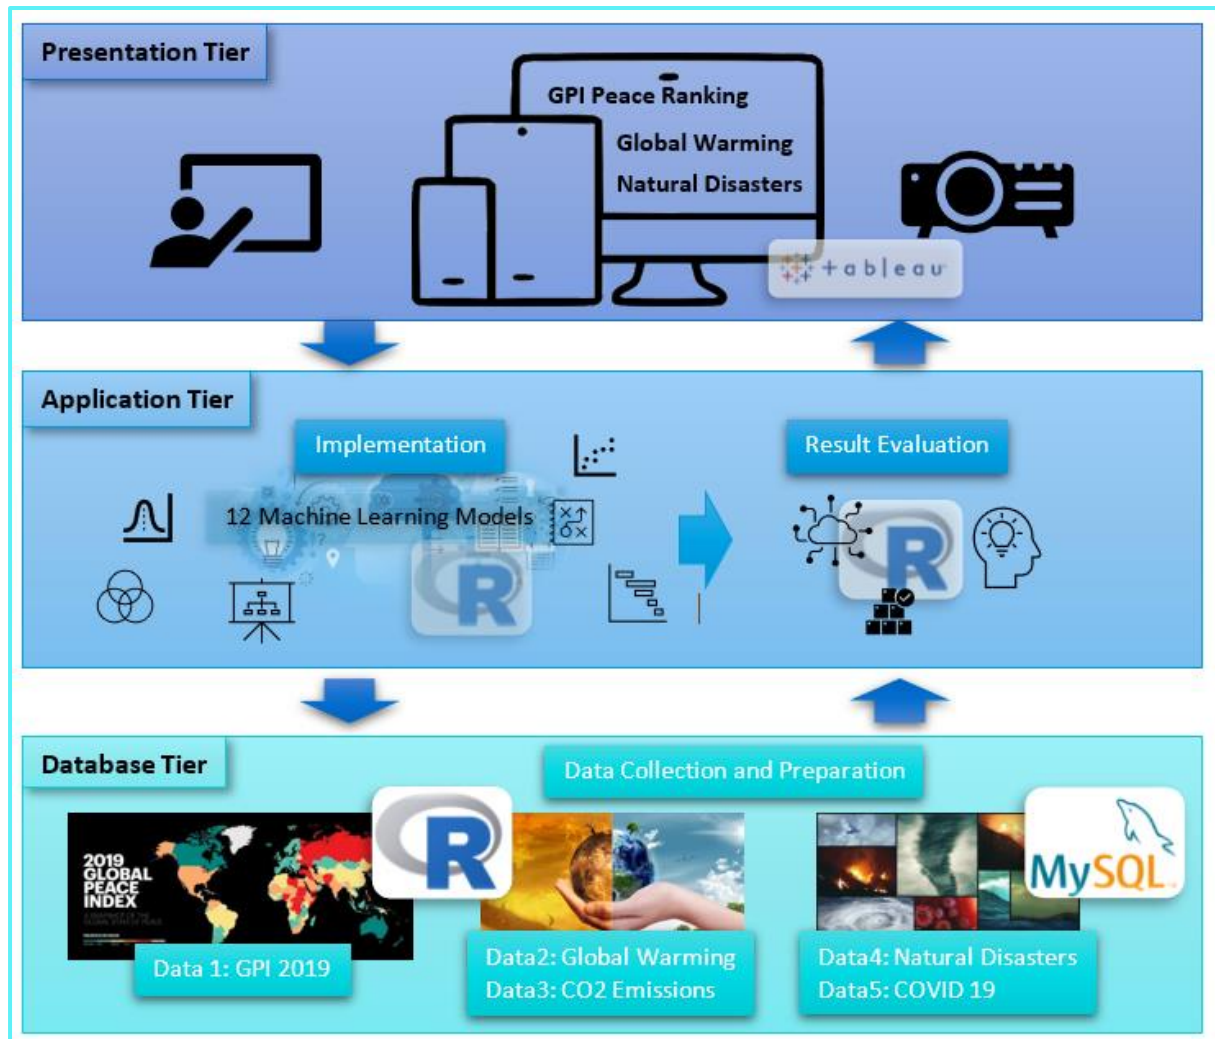 Presentation Tier
GPI Peace Ranking
Global Warming
Natural Disasters
+ableau
Application Tier
Implementation
Result Evaluation
12 Machine Learning Models
R
R
Database Tier
Data Collection and Preparation
R
MySQL
2019
GLOBAL
PEACE
INDEX
Data 1: GPI 2019
Data2: Global Warming
Data3: CO2 Emissions
Data4: Natural Disasters
Data5: COVID 19